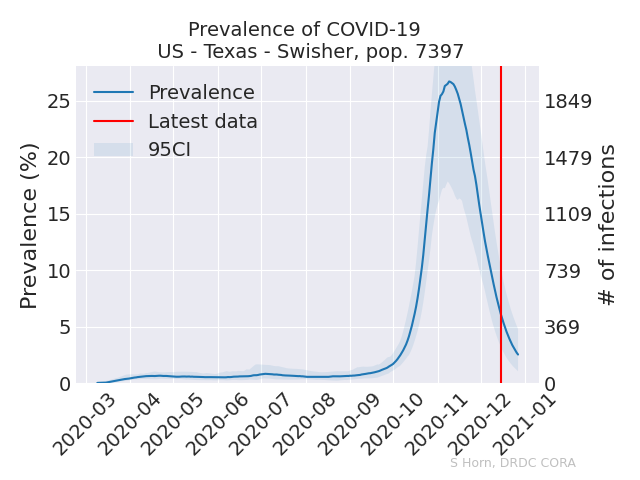 Prevalence of COVID-19
US - Texas - Swisher, pop. 7397
Prevalence
Latest data
95CI
Prevalence (%)
25
20
15
10
5
0
1849
1479
1109
739
369
0
# of infections
2020-03
2020-04
2020-05
2020-06
2020-07
2020-08
2020-09
2020-10
2020-11
2020-12
2021-01
S Horn, DRDC CORA